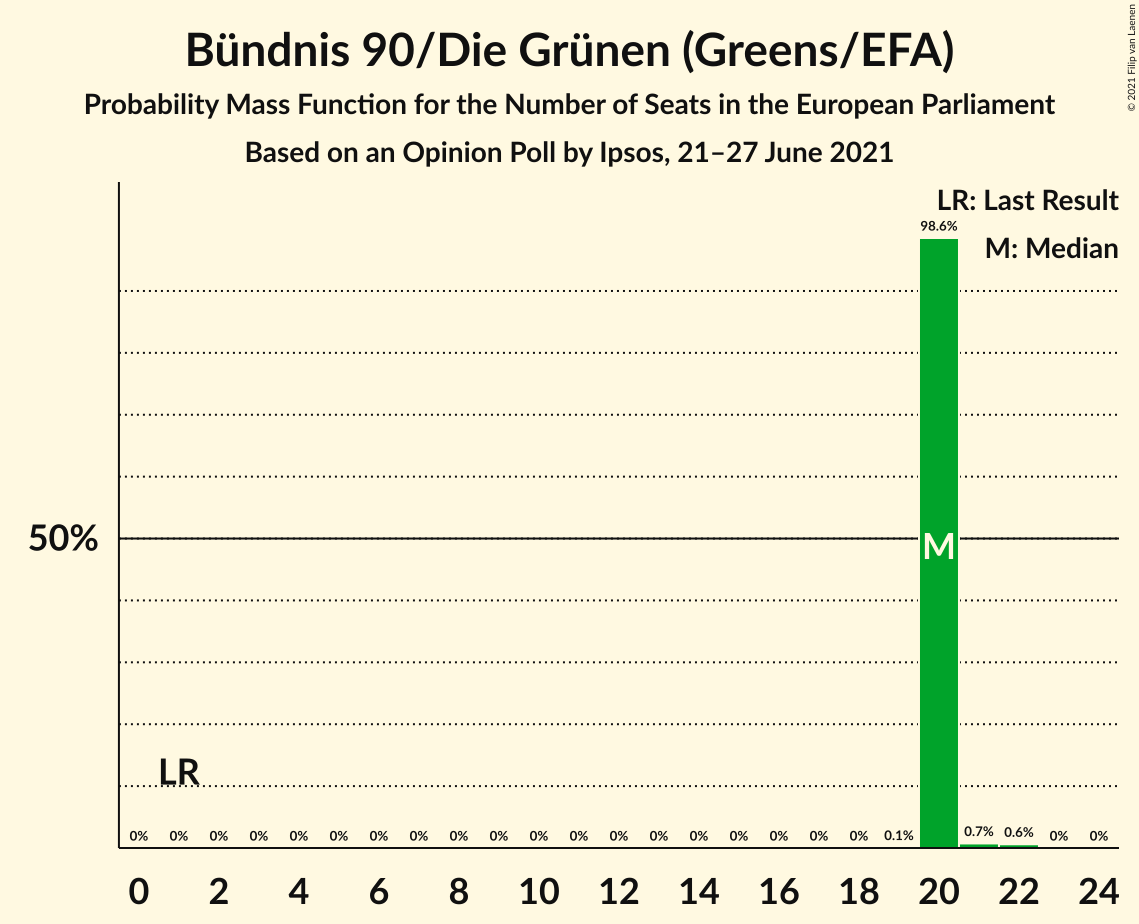 Bündnis 90/Die Grünen (Greens/EFA)
Probability Mass Function for the Number of Seats in the European Parliament
Based on an Opinion Poll by Ipsos, 21–27 June 2021
© 2021 Filip van Laenen
LR: Last Result
98.6%
M: Median
50%
M
LR
0% 0% 0% 0% 0% 0% 0% 0% 0% 0% 0% 0% 0% 0% 0% 0% 0% 0% 0% 0.1% 0.7% 0.6% 0% 0%
0 2 4 6 8 10 12 14 16 18 20 22 24